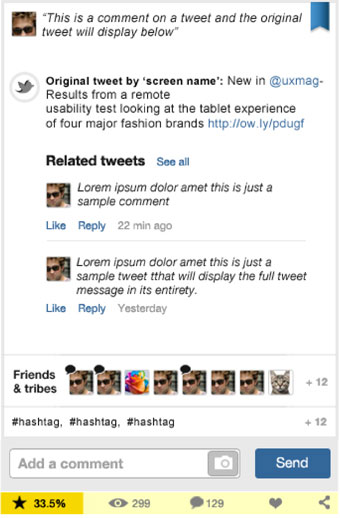 “This is a comment on a tweet and the original
tweet will display below”
Original tweet by ‘screen name’: New in @uxmag-
Results from a remote
usability test looking at the tablet experience
of four major fashion brands http://ow.ly/pdugf
Related tweets See all
Lorem ipsum dolor amet this is just a
sample comment
Like Reply 22 min ago
Lorem ipsum dolor amet this is just a
sample tweet tthat will display the full tweet
message in its entirety.
Like Reply Yesterday
Friends
& tribes
+ 12
#hashtag, #hashtag, #hashtag + 12
Add a comment Send
33.5% 299 129